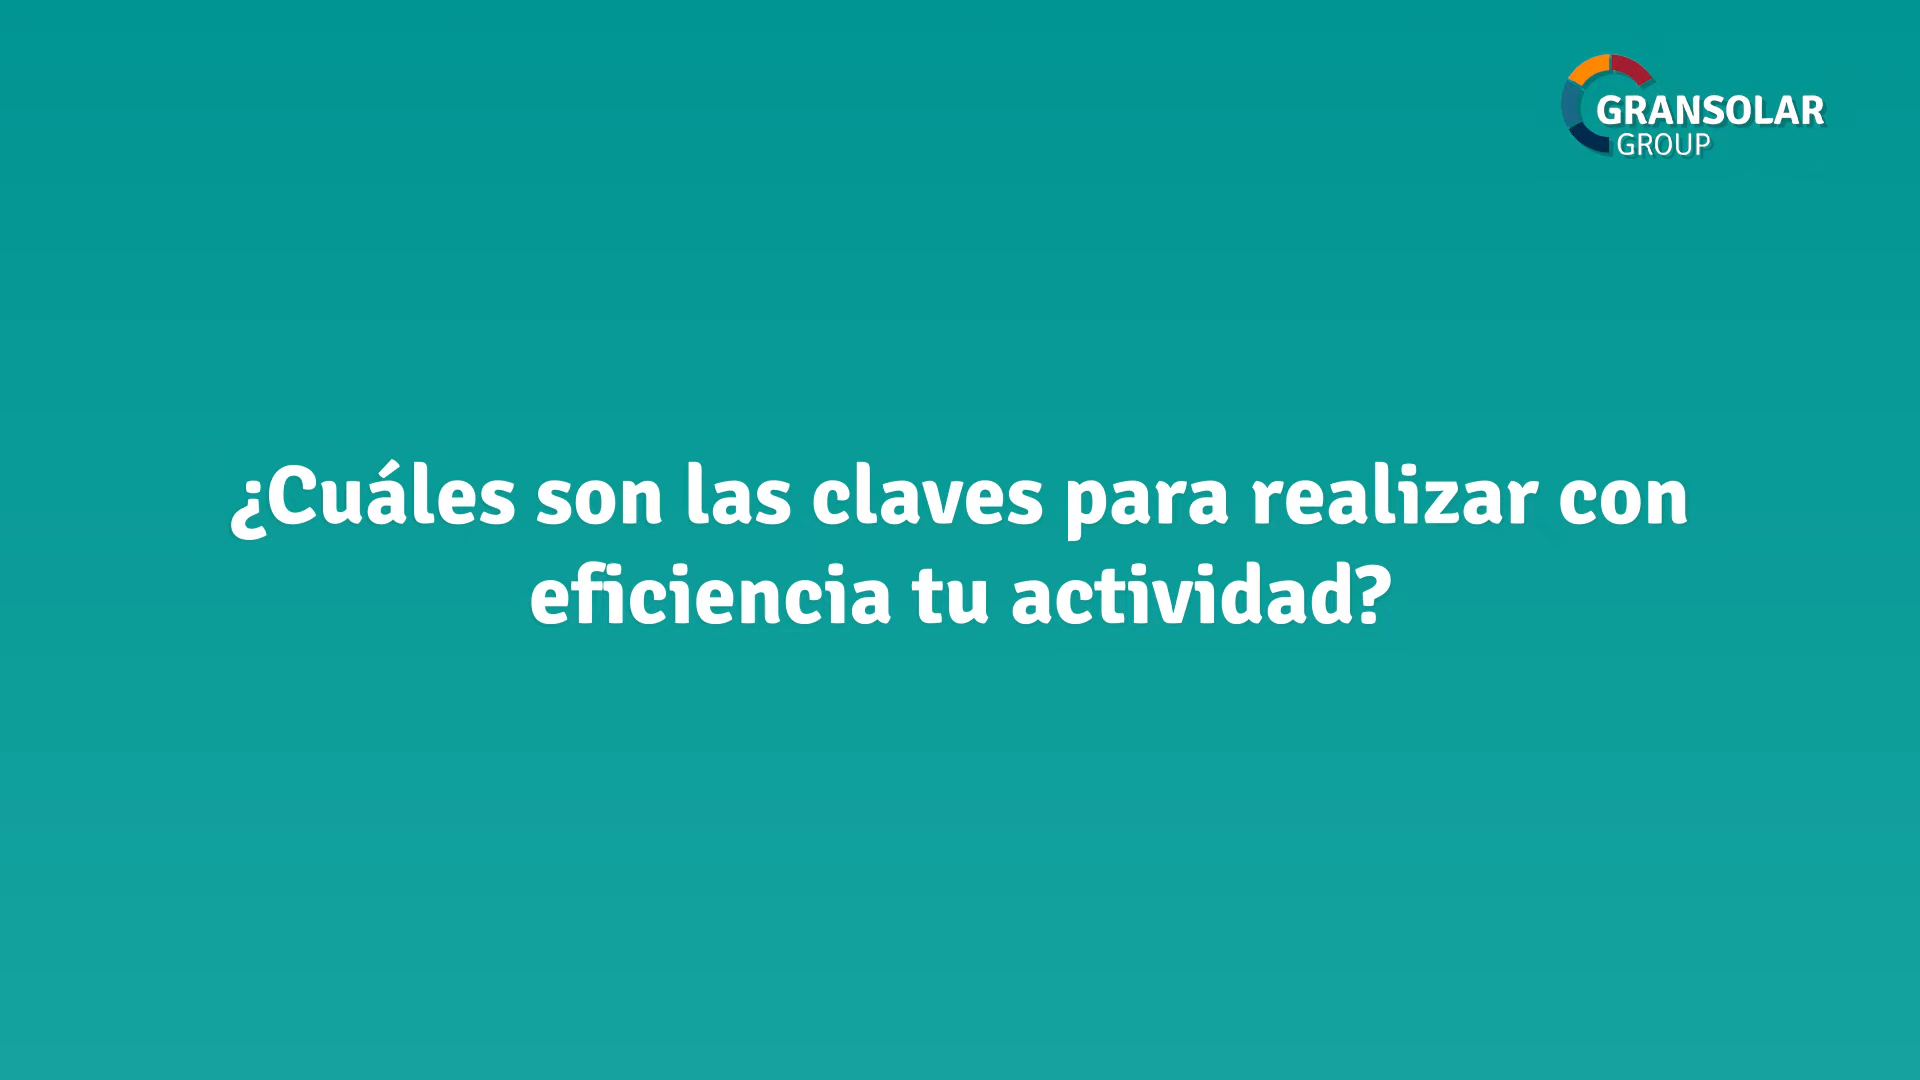 GRANSOLAR
GROUP
¿Cuáles son las claves para realizar con
eficiencia tu actividad?